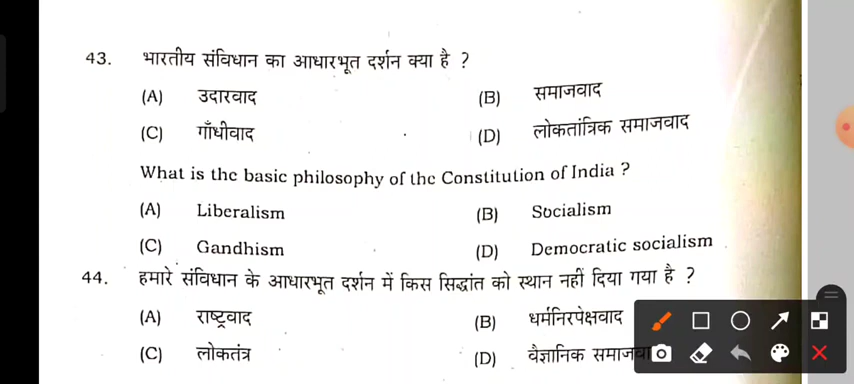 43. भारतीय संविधान का आधारभूत दर्शन क्या है ?
(A) उदारवाद (B) समाजवाद
(C) गाँधीवाद (D) लोकतांत्रिक समाजवाद
What is the basic philosophy of the Constitution of India ?
(A) Liberalism (B) Socialism
(C) Gandhism (D) Democratic socialism
44. हमारे संविधान के आधारभूत दर्शन में किस सिद्धांत को स्थान नहीं दिया गया है ?
(A) राष्ट्रवाद (B) धर्मनिरपेक्षवाद
(C) लोकतंत्र (D) वैज्ञानिक